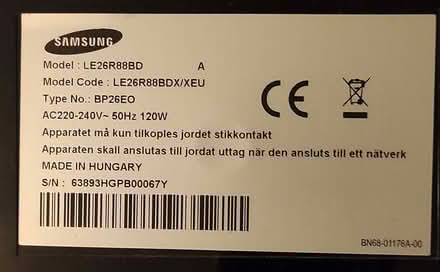 SAMSUNG
Model : LE26R88BD A
Model Code : LE26R88BDX/XEU
Type No.: BP26EO
AC220-240V~ 50Hz 120W
Apparatet må kun tilkoples jordet stikkontakt
Apparaten skall anslutas till jordat uttag när den ansluts till ett nätverk
MADE IN HUNGARY
S/N : 63893HGPB00067Y
BN68-01176A-00